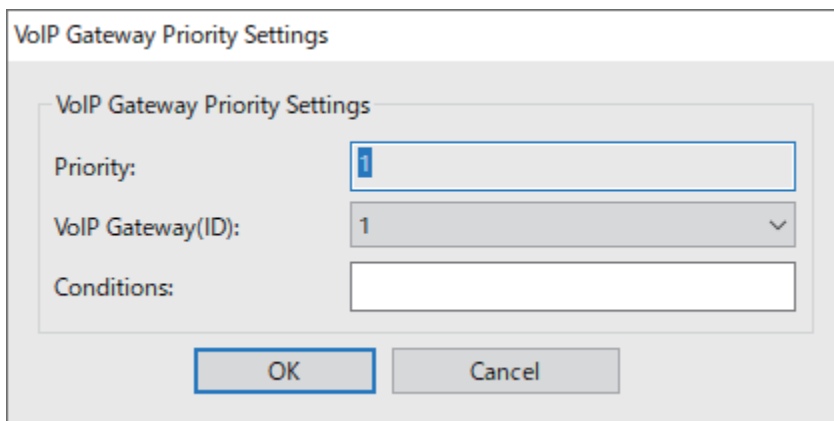 VoIP Gateway Priority Settings
VoIP Gateway Priority Settings
Priority: 1
VoIP Gateway(ID): 1
Conditions:
OK Cancel